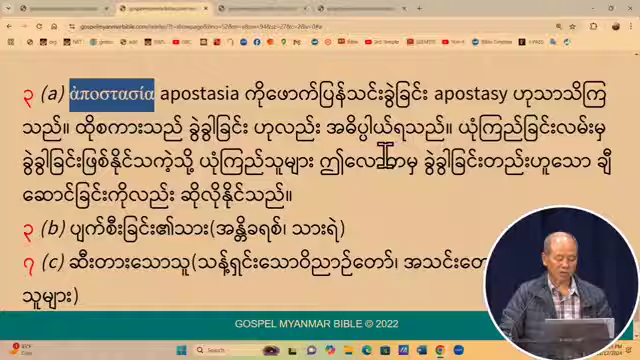 gospelmyanmarbible.com
၃ (a) ἀποστασία apostasia ကိုဖောက်ပြန်သင်းခွဲခြင်း apostasy ဟုသာသိကြ
သည်။ ထိုစကားသည် ခွဲခွါခြင်း ဟုလည်း အဓိပ္ပါယ်ရသည်။ ယုံကြည်ခြင်းလမ်းမှ
ခွဲခွါခြင်းဖြစ်နိုင်သကဲ့သို့ ယုံကြည်သူများ ဤလောကမှ ခွဲခွါခြင်းတည်းဟူသော ချီ
ဆောင်ခြင်းကိုလည်း ဆိုလိုနိုင်သည်။
၃ (b) ပျက်စီးခြင်း၏သား(အန္တိခရစ်၊ သားရဲ)
၇ (c) ဆီးတားသောသူ(သန့်ရှင်းသောဝိညာဉ်တော်၊ အသင်းတေ
သူများ)
GOSPEL MYANMAR BIBLE © 2022
Search